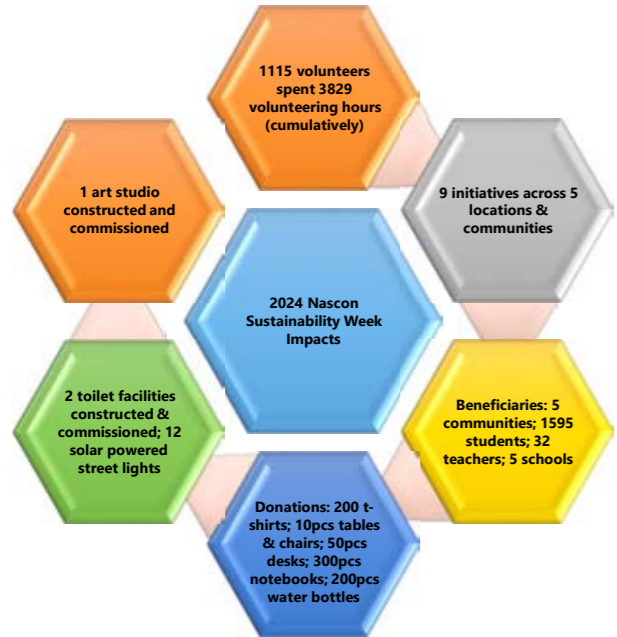 1115 volunteers
spent 3829
volunteering hours
(cumulatively)
1 art studio
constructed and
commissioned
9 initiatives across 5
locations &
communities
2024 Nascon
Sustainability Week
Impacts
2 toilet facilities
constructed &
commissioned; 12
solar powered
street lights
Beneficiaries: 5
communities; 1595
students; 32
teachers; 5 schools
Donations: 200 t-
shirts; 10pcs tables
& chairs; 50pcs
desks; 300pcs
notebooks; 200pcs
water bottles